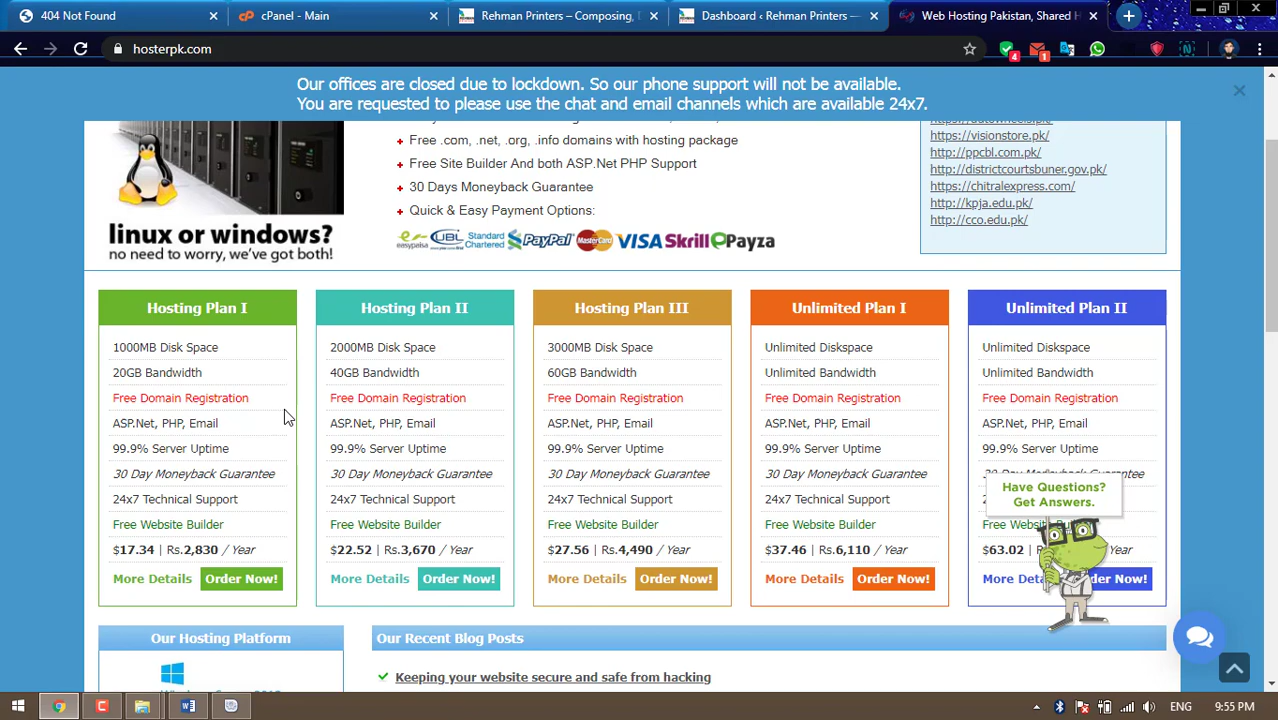 404 Not Found
cPanel - Main
Rehman Printers – Composing, D
Dashboard ‹ Rehman Printers —
Web Hosting Pakistan, Shared H
hosterpk.com
4
1
Our offices are closed due to lockdown. So our phone support will not be available.
You are requested to please use the chat and email channels which are available 24x7.
linux or windows?
no need to worry, we've got both!
Free .com, .net, .org, .info domains with hosting package
Free Site Builder And both ASP.Net PHP Support
30 Days Moneyback Guarantee
Quick & Easy Payment Options:
easypaisa UBL Standard Chartered PayPal MasterCard VISA Skrill Payza
https://visionstore.pk/
http://ppcbl.com.pk/
http://districtcourtsbuner.gov.pk/
https://chitralexpress.com/
http://kpja.edu.pk/
http://cco.edu.pk/
Hosting Plan I
1000MB Disk Space
20GB Bandwidth
Free Domain Registration
ASP.Net, PHP, Email
99.9% Server Uptime
30 Day Moneyback Guarantee
24x7 Technical Support
Free Website Builder
$17.34 | Rs.2,830 / Year
More Details Order Now!
Hosting Plan II
2000MB Disk Space
40GB Bandwidth
Free Domain Registration
ASP.Net, PHP, Email
99.9% Server Uptime
30 Day Moneyback Guarantee
24x7 Technical Support
Free Website Builder
$22.52 | Rs.3,670 / Year
More Details Order Now!
Hosting Plan III
3000MB Disk Space
60GB Bandwidth
Free Domain Registration
ASP.Net, PHP, Email
99.9% Server Uptime
30 Day Moneyback Guarantee
24x7 Technical Support
Free Website Builder
$27.56 | Rs.4,490 / Year
More Details Order Now!
Unlimited Plan I
Unlimited Diskspace
Unlimited Bandwidth
Free Domain Registration
ASP.Net, PHP, Email
99.9% Server Uptime
30 Day Moneyback Guarantee
24x7 Technical Support
Free Website Builder
$37.46 | Rs.6,110 / Year
More Details Order Now!
Unlimited Plan II
Unlimited Diskspace
Unlimited Bandwidth
Free Domain Registration
ASP.Net, PHP, Email
99.9% Server Uptime
30 Day Moneyback Guarantee
Have Questions?
Get Answers.
Free
$63.02 |
More
Now!
Our Hosting Platform
Our Recent Blog Posts
Keeping your website secure and safe from hacking
ENG
9:55 PM